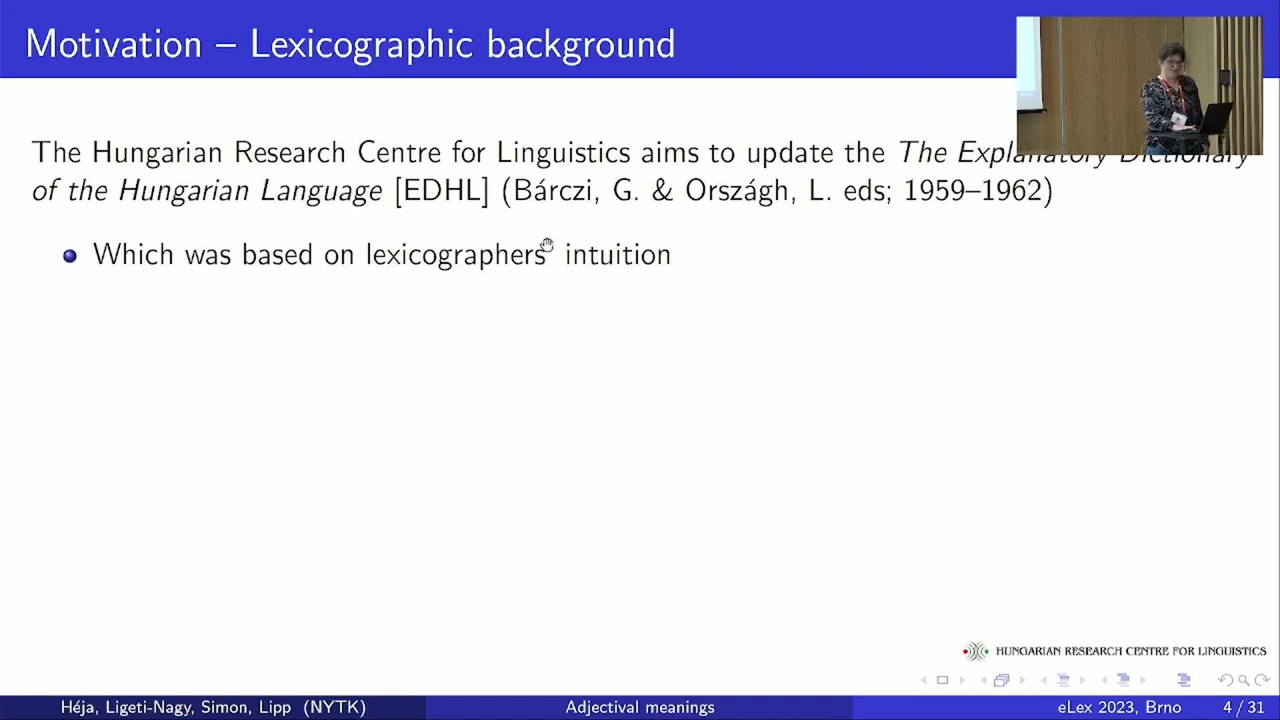 Motivation – Lexicographic background
The Hungarian Research Centre for Linguistics aims to update the The Explanatory Dictionary
of the Hungarian Language [EDHL] (Bárczi, G. & Országh, L. eds; 1959–1962)
Which was based on lexicographers' intuition
HUNGARIAN RESEARCH CENTRE FOR LINGUISTICS
Héja, Ligeti-Nagy, Simon, Lipp (NYTK) Adjectival meanings eLex 2023, Brno 4 / 31